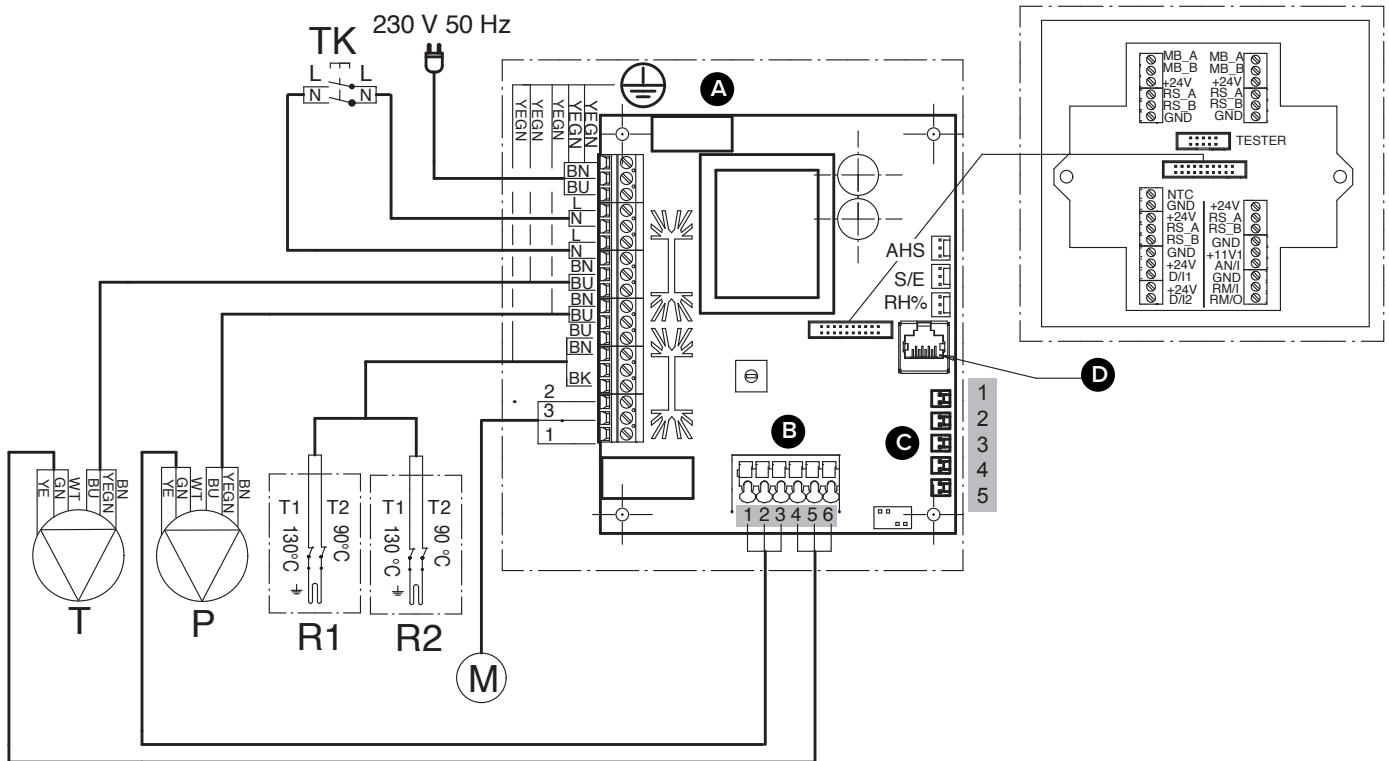 230 V 50 Hz
TK
L L
N N
YEGN
YEGN
YEGN
YEGN
YEGN
A
BN
BU
L
N
L
N
BN
BU
BN
BU
BU
BN
BK
2
3
1
AHS
S/E
RH%
D
B
C
1
2
3
4
5
1 2 3 4 5 6
MB_A
MB_B
+24V
RS_A
RS_B
GND
MB_A
MB_B
+24V
RS_A
RS_B
GND
TESTER
NTC
GND
+24V
RS_A
RS_B
GND
+24V
D/I1
+24V
D/I2
+24V
RS_A
RS_B
GND
+11V1
AN/I
GND
RM/I
RM/O
YE
GN
WT
BU
YEGN
BN
T
YE
GN
WT
BU
YEGN
BN
P
T1 T2
130°C 90°C
R1
T1 T2
130 °C 90 °C
R2
M